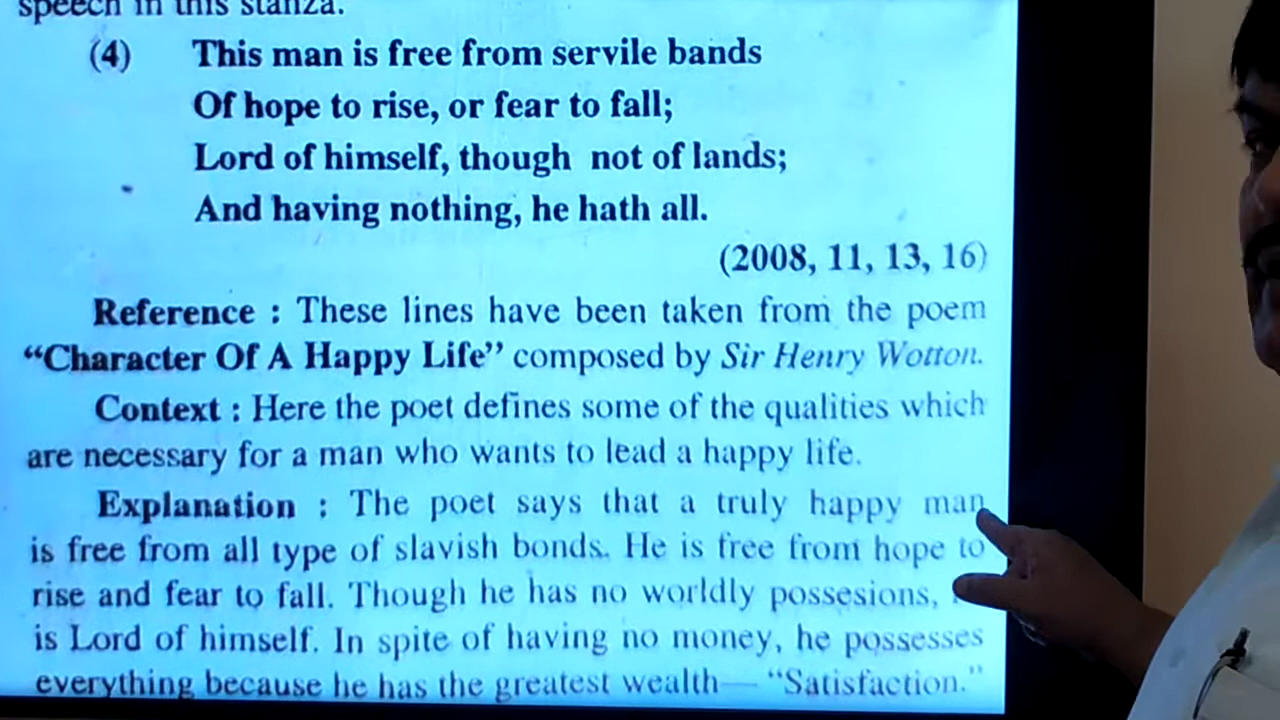 speech in this stanza.
(4) This man is free from servile bands
Of hope to rise, or fear to fall;
Lord of himself, though not of lands;
And having nothing, he hath all.
(2008, 11, 13, 16)
Reference : These lines have been taken from the poem
“Character Of A Happy Life” composed by Sir Henry Wotton.
Context : Here the poet defines some of the qualities which
are necessary for a man who wants to lead a happy life.
Explanation : The poet says that a truly happy man
is free from all type of slavish bonds. He is free from hope to
rise and fear to fall. Though he has no worldly possesions,
is Lord of himself. In spite of having no money, he possesses
everything because he has the greatest wealth— “Satisfaction.”